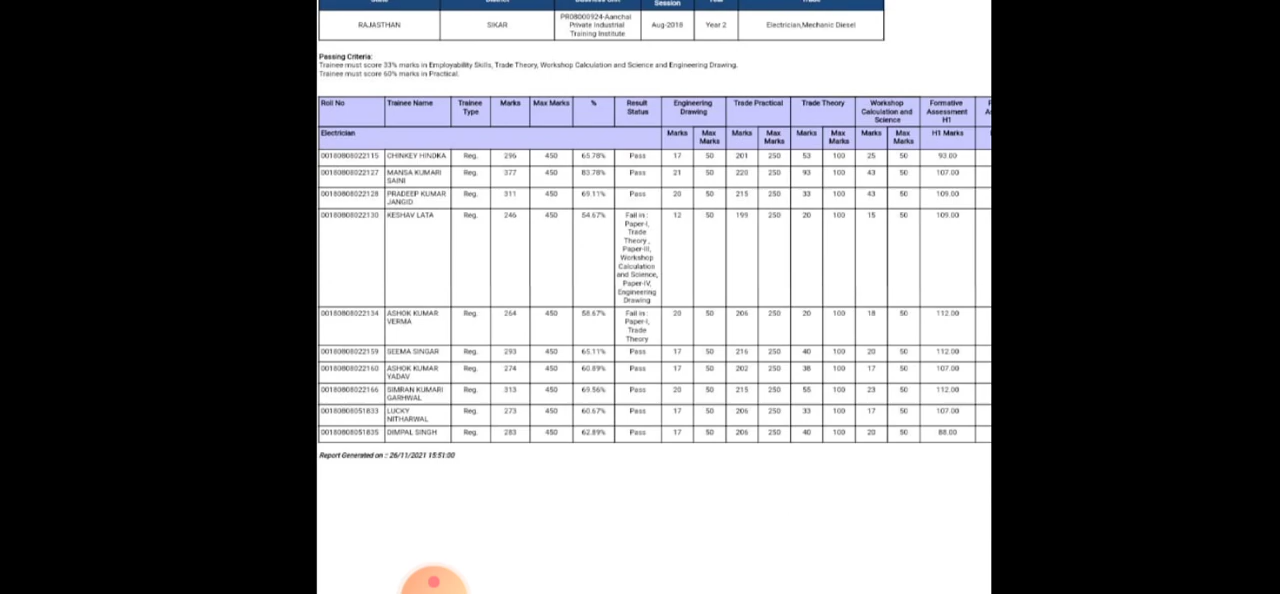 Session
RAJASTHAN SIKAR PR08000924-Aanchal Private Industrial Training Institute Aug-2018 Year 2 Electrician,Mechanic Diesel
Passing Criteria:
Trainee must score 33% marks in Employability Skills, Trade Theory, Workshop Calculation and Science and Engineering Drawing.
Trainee must score 60% marks in Practical.
Roll No Trainee Name Trainee Type Marks Max Marks % Result Status Engineering Drawing Trade Practical Trade Theory Workshop Calculation and Science Formative Assessment H1
Electrician Marks Max Marks Marks Max Marks Marks Max Marks Marks Max Marks H1 Marks
00180808022115 CHINKEY HINDKA Reg. 296 450 65.78% Pass 17 50 201 250 53 100 25 50 93.00
00180808022127 MANSA KUMARI SAINI Reg. 377 450 83.78% Pass 21 50 220 250 93 100 43 50 107.00
00180808022128 PRADEEP KUMAR JANGID Reg. 311 450 69.11% Pass 20 50 215 250 33 100 43 50 109.00
00180808022130 KESHAV LATA Reg. 246 450 54.67% Fail in : Paper-I, Trade Theory , Paper-III, Workshop Calculation and Science, Paper-IV, Engineering Drawing 12 50 199 250 20 100 15 50 109.00
00180808022134 ASHOK KUMAR VERMA Reg. 264 450 58.67% Fail in : Paper-I, Trade Theory 20 50 206 250 20 100 18 50 112.00
00180808022159 SEEMA SINGAR Reg. 293 450 65.11% Pass 17 50 216 250 40 100 20 50 112.00
00180808022160 ASHOK KUMAR YADAV Reg. 274 450 60.89% Pass 17 50 202 250 38 100 17 50 107.00
00180808022166 SIMRAN KUMARI GARHWAL Reg. 313 450 69.56% Pass 20 50 215 250 55 100 23 50 112.00
00180808051833 LUCKY NITHARWAL Reg. 273 450 60.67% Pass 17 50 206 250 33 100 17 50 107.00
00180808051835 DIMPAL SINGH Reg. 283 450 62.89% Pass 17 50 206 250 40 100 20 50 88.00
Report Generated on :: 26/11/2021 15:51:00